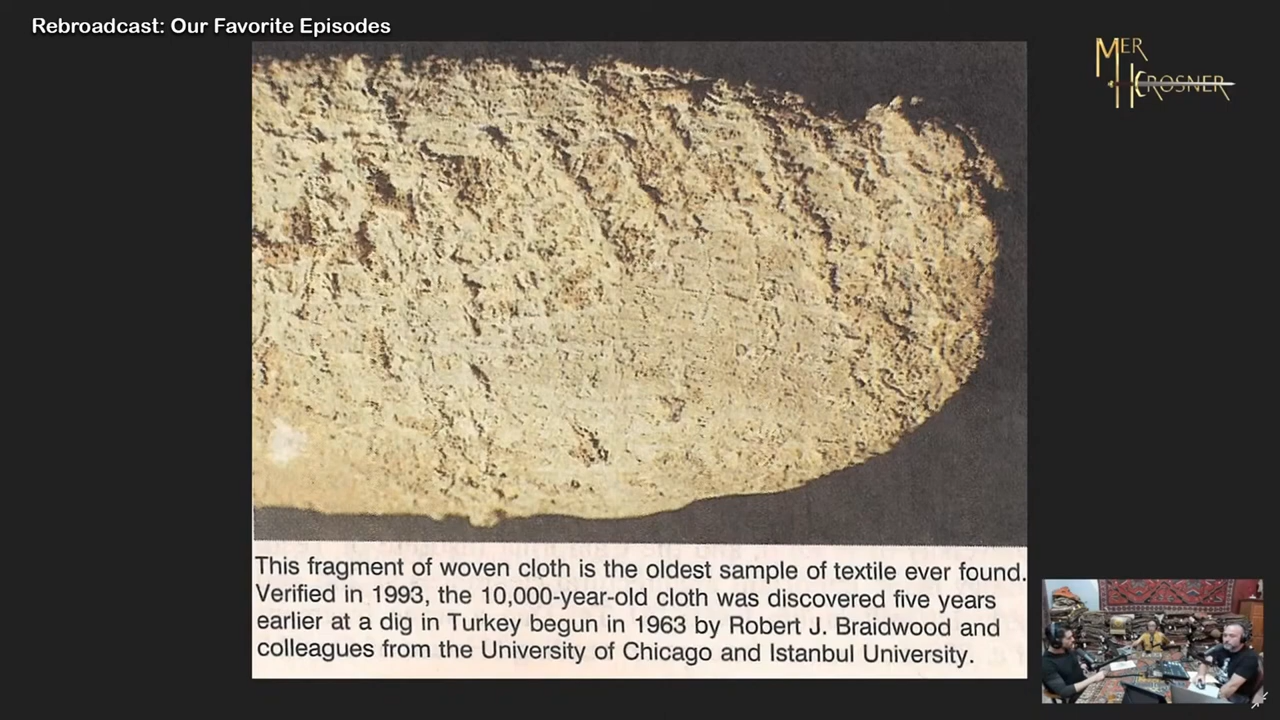 Rebroadcast: Our Favorite Episodes
MER
HCROSNER
This fragment of woven cloth is the oldest sample of textile ever found.
Verified in 1993, the 10,000-year-old cloth was discovered five years
earlier at a dig in Turkey begun in 1963 by Robert J. Braidwood and
colleagues from the University of Chicago and Istanbul University.